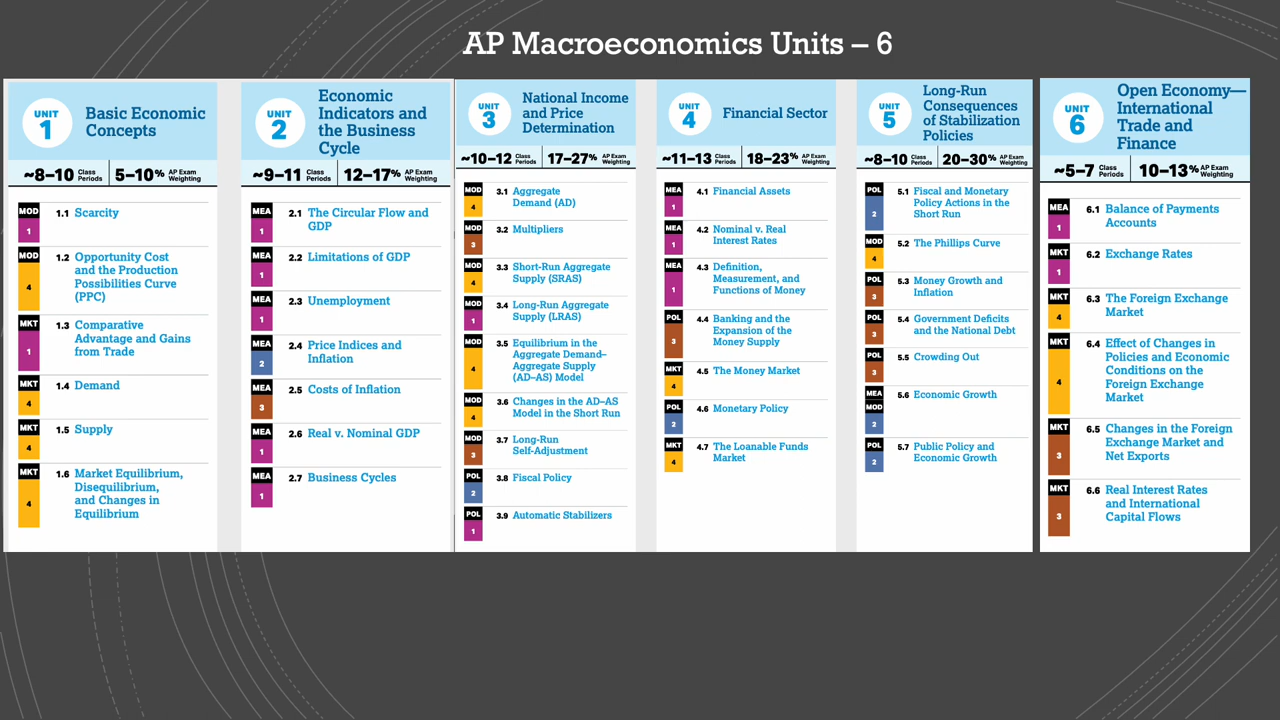 AP Macroeconomics Units – 6
UNIT
1
Basic Economic
Concepts
~8–10 Class Periods
5–10% AP Exam Weighting
MOD
1
1.1 Scarcity
MOD
4
1.2 Opportunity Cost
and the Production
Possibilities Curve
(PPC)
MKT
1
1.3 Comparative
Advantage and Gains
from Trade
MKT
4
1.4 Demand
MKT
4
1.5 Supply
MKT
4
1.6 Market Equilibrium,
Disequilibrium,
and Changes in
Equilibrium
UNIT
2
Economic
Indicators and
the Business
Cycle
~9–11 Class Periods
12–17% AP Exam Weighting
MEA
1
2.1 The Circular Flow and
GDP
MEA
1
2.2 Limitations of GDP
MEA
1
2.3 Unemployment
MEA
2
2.4 Price Indices and
Inflation
MEA
3
2.5 Costs of Inflation
MEA
1
2.6 Real v. Nominal GDP
MEA
1
2.7 Business Cycles
UNIT
3
National Income
and Price
Determination
~10–12 Class Periods
17–27% AP Exam Weighting
MOD
4
3.1 Aggregate
Demand (AD)
MOD
3
3.2 Multipliers
MOD
4
3.3 Short-Run Aggregate
Supply (SRAS)
MOD
1
3.4 Long-Run Aggregate
Supply (LRAS)
MOD
4
3.5 Equilibrium in the
Aggregate Demand–
Aggregate Supply
(AD–AS) Model
MOD
4
3.6 Changes in the AD–AS
Model in the Short Run
MOD
3
3.7 Long-Run
Self-Adjustment
POL
2
3.8 Fiscal Policy
POL
1
3.9 Automatic Stabilizers
UNIT
4
Financial Sector
~11–13 Class Periods
18–23% AP Exam Weighting
MEA
1
4.1 Financial Assets
MEA
1
4.2 Nominal v. Real
Interest Rates
MEA
1
4.3 Definition,
Measurement, and
Functions of Money
POL
3
4.4 Banking and the
Expansion of the
Money Supply
MKT
4
4.5 The Money Market
POL
2
4.6 Monetary Policy
MKT
4
4.7 The Loanable Funds
Market
UNIT
5
Long-Run
Consequences
of Stabilization
Policies
~8–10 Class Periods
20–30% AP Exam Weighting
POL
2
5.1 Fiscal and Monetary
Policy Actions in the
Short Run
MOD
4
5.2 The Phillips Curve
POL
3
5.3 Money Growth and
Inflation
POL
3
5.4 Government Deficits
and the National Debt
POL
3
5.5 Crowding Out
MEA
MOD
2
5.6 Economic Growth
POL
2
5.7 Public Policy and
Economic Growth
UNIT
6
Open Economy—
International
Trade and
Finance
~5–7 Class Periods
10–13% AP Exam Weighting
MEA
1
6.1 Balance of Payments
Accounts
MKT
1
6.2 Exchange Rates
MKT
4
6.3 The Foreign Exchange
Market
MKT
4
6.4 Effect of Changes in
Policies and Economic
Conditions on the
Foreign Exchange
Market
MKT
3
6.5 Changes in the Foreign
Exchange Market and
Net Exports
MKT
3
6.6 Real Interest Rates
and International
Capital Flows